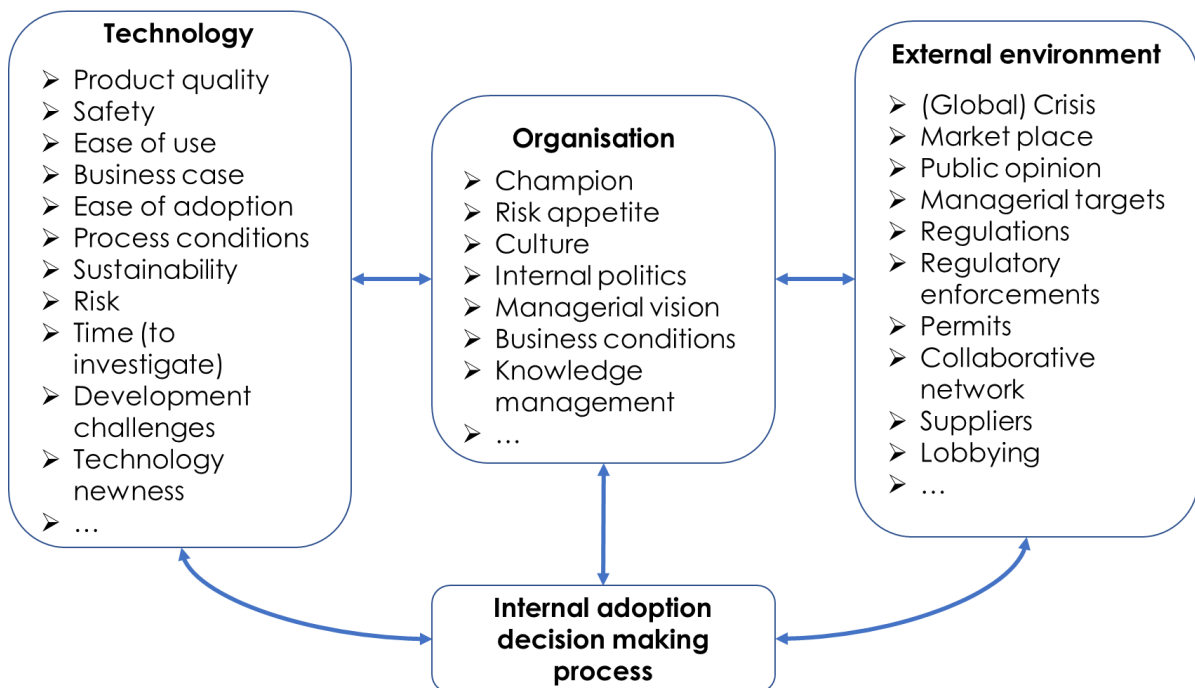 Technology
➢ Product quality
➢ Safety
➢ Ease of use
➢ Business case
➢ Ease of adoption
➢ Process conditions
➢ Sustainability
➢ Risk
➢ Time (to
investigate)
➢ Development
challenges
➢ Technology
newness
➢ …
Organisation
➢ Champion
➢ Risk appetite
➢ Culture
➢ Internal politics
➢ Managerial vision
➢ Business conditions
➢ Knowledge
management
➢ …
External environment
➢ (Global) Crisis
➢ Market place
➢ Public opinion
➢ Managerial targets
➢ Regulations
➢ Regulatory
enforcements
➢ Permits
➢ Collaborative
network
➢ Suppliers
➢ Lobbying
➢ …
Internal adoption
decision making
process